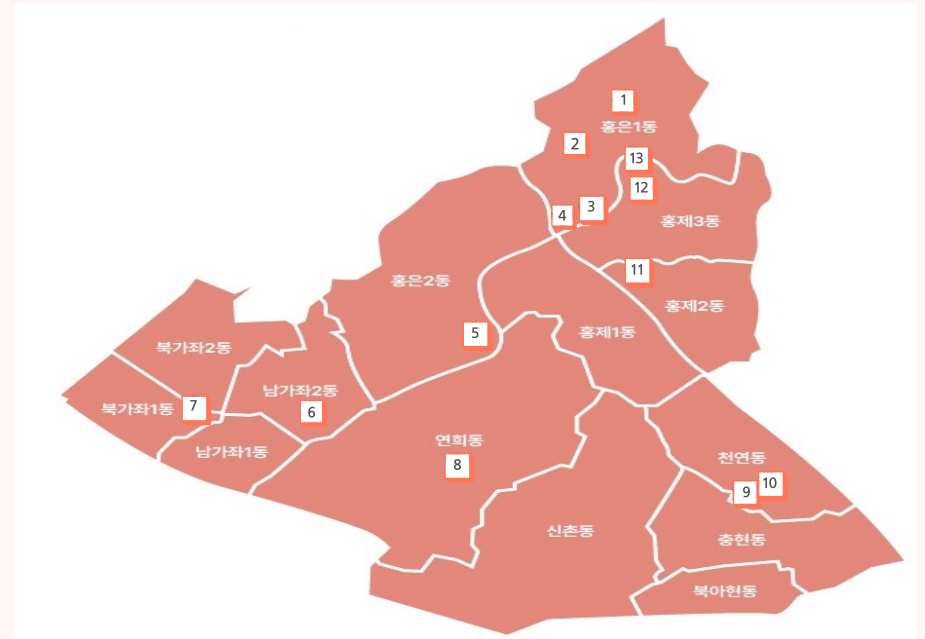 1
홍은1동
2
13
12
3
4
홍제3동
11
홍은2동
홍제2동
5
홍제1동
북가좌2동
남가좌2동
7
북가좌1동
6
연희동
남가좌1동
8
천연동
10
9
신촌동
충현동
북아현동